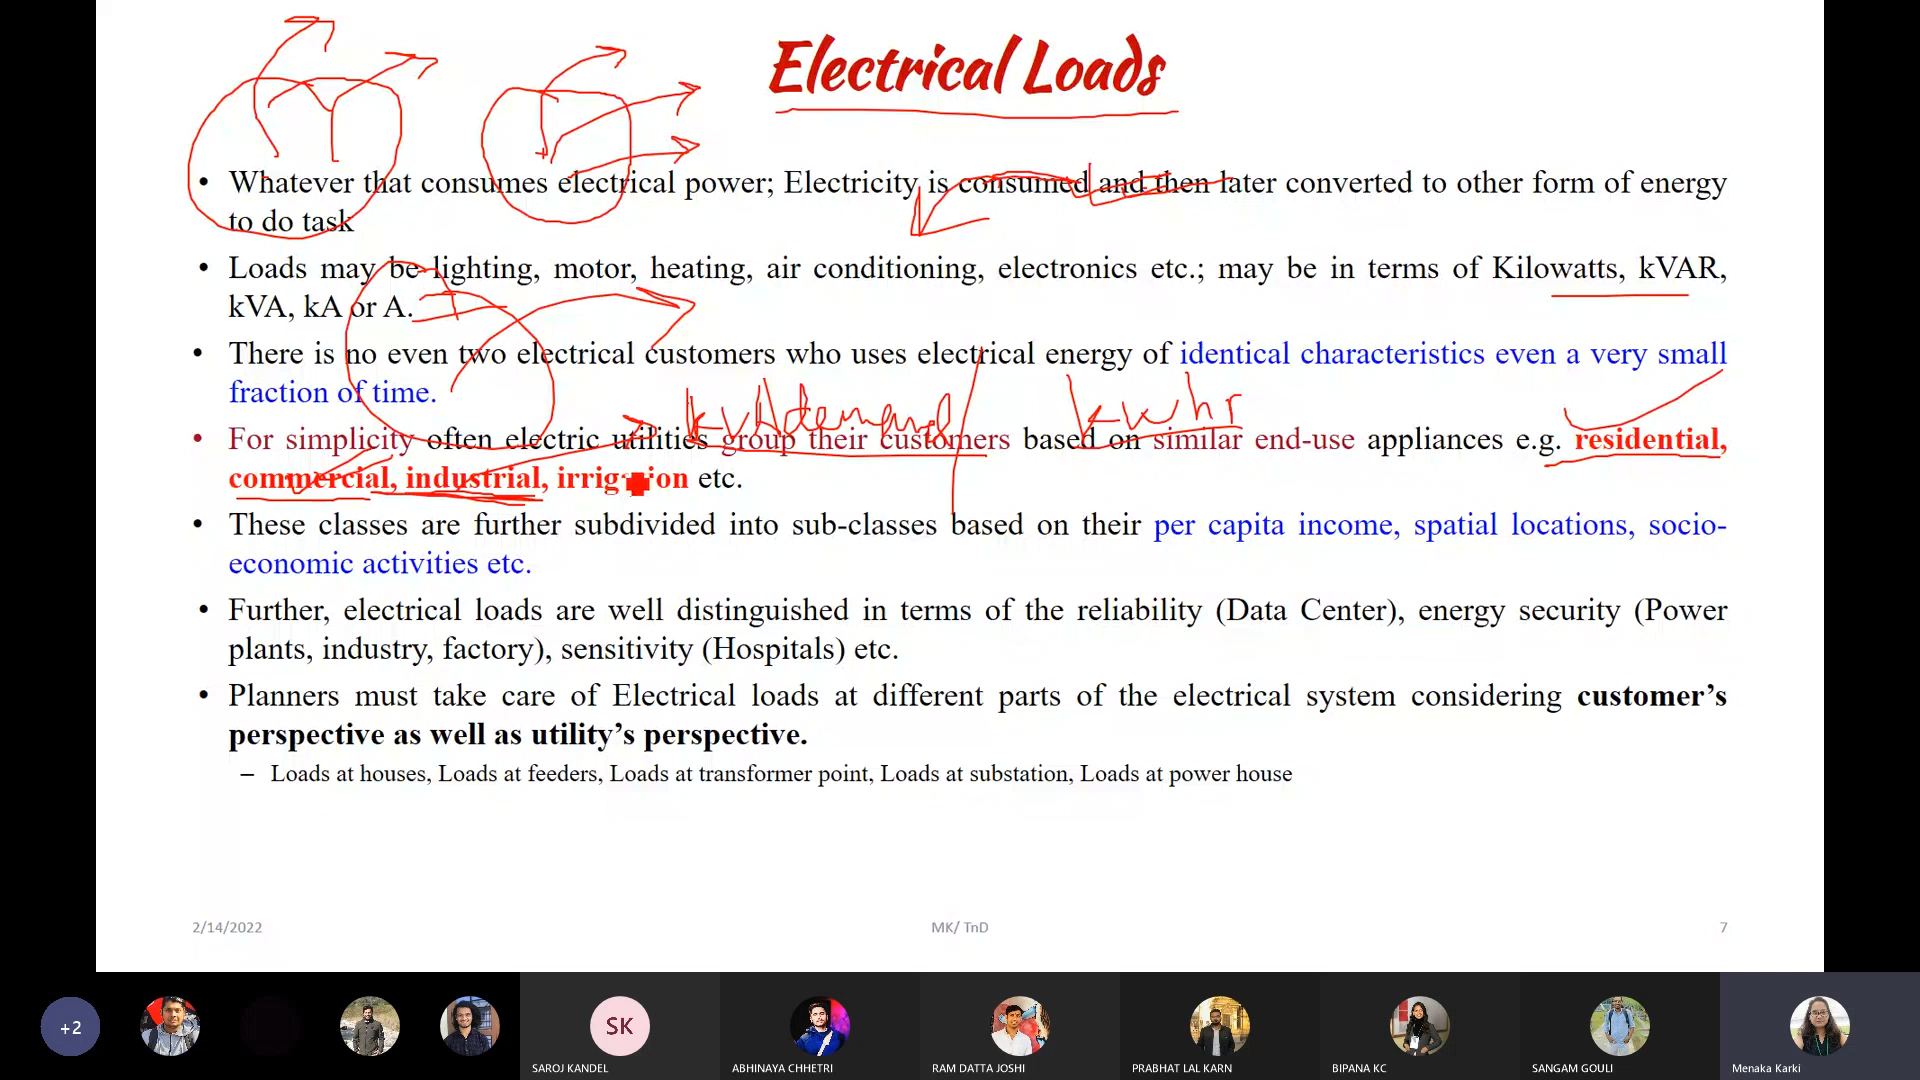 Electrical Loads
• Whatever that consumes electrical power; Electricity is consumed and then later converted to other form of energy
to do task
• Loads may be lighting, motor, heating, air conditioning, electronics etc.; may be in terms of Kilowatts, kVAR,
kVA, kA or A.
• There is no even two electrical customers who uses electrical energy of identical characteristics even a very small
fraction of time.
kVA demand kwhr
• For simplicity often electric utilities group their customers based on similar end-use appliances e.g. residential,
commercial, industrial, irrigation etc.
• These classes are further subdivided into sub-classes based on their per capita income, spatial locations, socio-
economic activities etc.
• Further, electrical loads are well distinguished in terms of the reliability (Data Center), energy security (Power
plants, industry, factory), sensitivity (Hospitals) etc.
• Planners must take care of Electrical loads at different parts of the electrical system considering customer’s
perspective as well as utility’s perspective.
– Loads at houses, Loads at feeders, Loads at transformer point, Loads at substation, Loads at power house
2/14/2022 MK/ TnD 7
+2 SK
SAROJ KANDEL ABHINAYA CHHETRI RAM DATTA JOSHI PRABHAT LAL KARN BIPANA KC SANGAM GOULI Menaka Karki